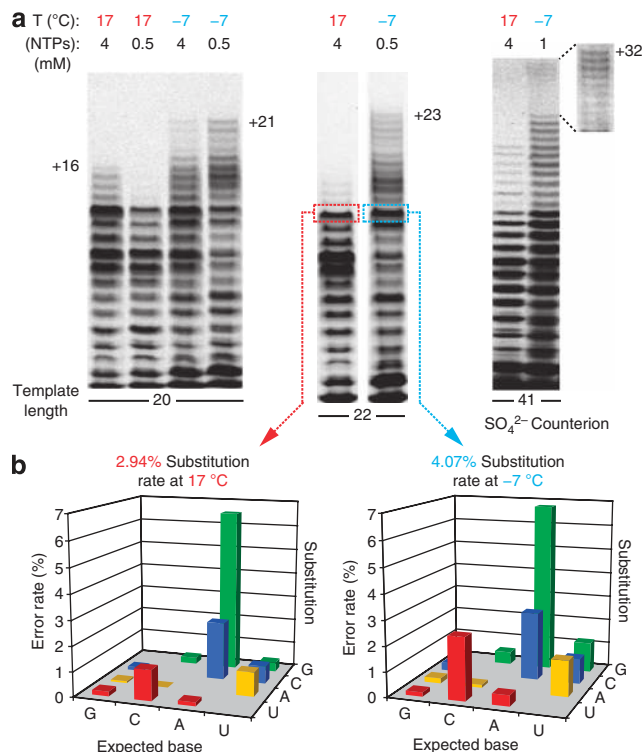 a T (°C): 17 17 −7 −7 17 −7 17 −7
(NTPs): 4 0.5 4 0.5 4 0.5 4 1
(mM)
+32
+21
+23
+16
Template
length
20
22
41
SO₄²⁻ Counterion
b
2.94% Substitution
rate at 17 °C
4.07% Substitution
rate at −7 °C
7
6
5
4
3
2
1
0
Error rate (%)
Substitution
G
C
A
U
G C A U
Expected base
7
6
5
4
3
2
1
0
Error rate (%)
Substitution
G
C
A
U
G C A U
Expected base